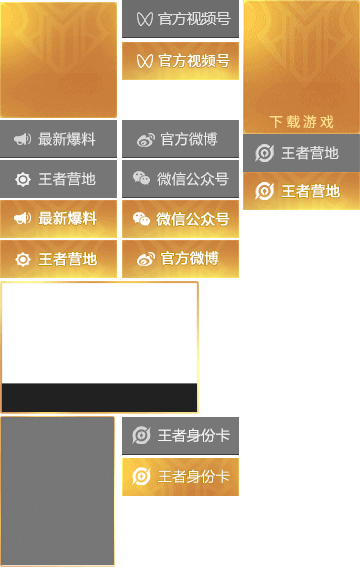 官方视频号
官方视频号
下载游戏
最新爆料
官方微博
王者营地
王者营地
微信公众号
王者营地
最新爆料
微信公众号
王者营地
官方微博
王者身份卡
王者身份卡